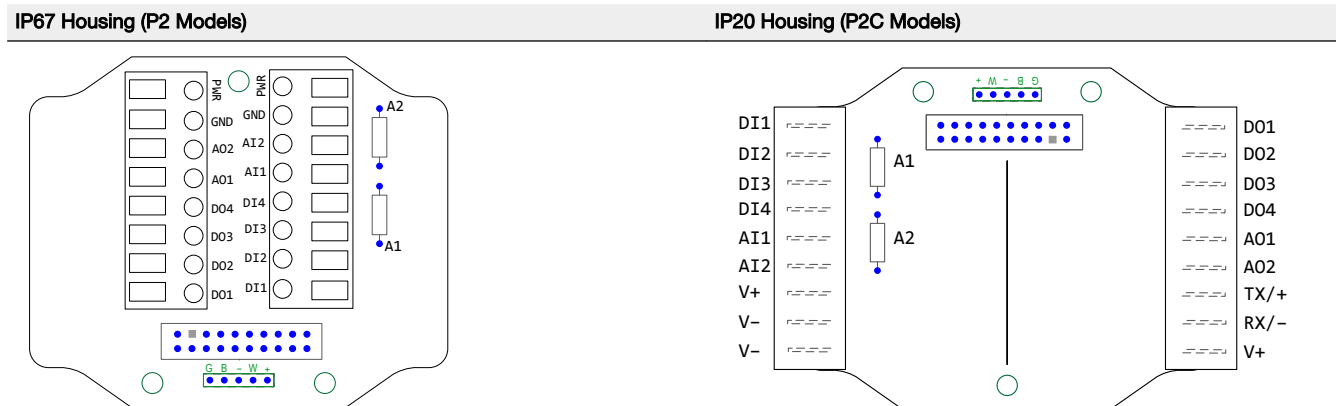 IP67 Housing (P2 Models)
PWR
GND
AO2
AO1
DO4
DO3
DO2
DO1
PWR
GND
AI2
AI1
DI4
DI3
DI2
DI1
A2
A1
G B - W +
IP20 Housing (P2C Models)
+ W - B G
DI1
DI2
DI3
DI4
AI1
AI2
V+
V-
V-
A1
A2
DO1
DO2
DO3
DO4
AO1
AO2
TX/+
RX/-
V+